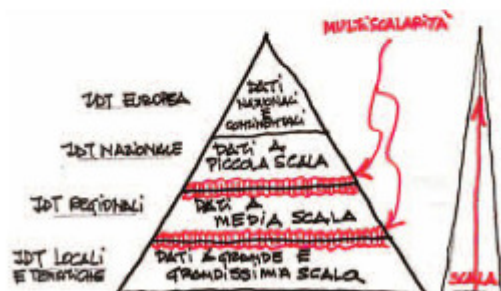 MULTISCALARITÀ
IDT EUROPEA
DATI
NAZIONALI
E
CONTINENTALI
IDT NAZIONALE
DATI A
PICCOLA SCALA
IDT REGIONALI
DATI A
MEDIA SCALA
IDT LOCALI
E TEMATICHE
DATI A GRANDE E
GRANDISSIMA SCALA
SCALA